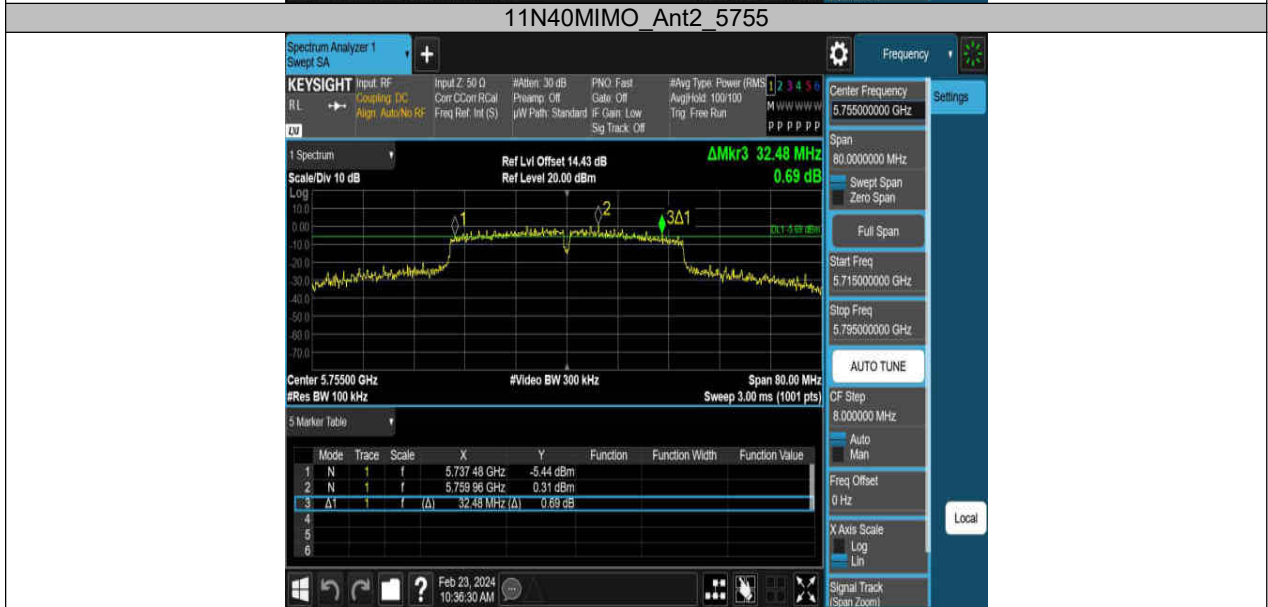 11N40MIMO_Ant2_5755
Spectrum Analyzer 1
Swept SA
+
Frequency
KEYSIGHT
RL
Input: RF
Coupling: DC
Align: Auto/No RF
Input Z: 50 Ω
Corr CCorr RCal
Freq Ref: Int (S)
#Atten: 30 dB
Preamp: Off
µW Path: Standard
PNO: Fast
Gate: Off
IF Gain: Low
Sig Track: Off
#Avg Type: Power (RMS
Avg|Hold: 100/100
Trig: Free Run
1 2 3 4 5 6
M W W W W W
P P P P P P
Center Frequency
5.755000000 GHz
Settings
1 Spectrum
Scale/Div 10 dB
Ref Lvl Offset 14.43 dB
Ref Level 20.00 dBm
ΔMkr3 32.48 MHz
0.69 dB
Span
80.0000000 MHz
Swept Span
Zero Span
Full Span
Start Freq
5.715000000 GHz
Stop Freq
5.795000000 GHz
AUTO TUNE
CF Step
8.000000 MHz
Auto
Man
Freq Offset
0 Hz
X Axis Scale
Log
Lin
Signal Track
(Span Zoom)
Local
Log
10.0
0.00
-10.0
-20.0
-30.0
-40.0
-50.0
-60.0
-70.0
1
2
3Δ1
DL1 -5.69 dBm
Center 5.75500 GHz
#Res BW 100 kHz
#Video BW 300 kHz
Span 80.00 MHz
Sweep 3.00 ms (1001 pts)
5 Marker Table
Mode Trace Scale X Y Function Function Width Function Value
1 N 1 f 5.737 48 GHz -5.44 dBm
2 N 1 f 5.759 96 GHz 0.31 dBm
3 Δ1 1 f (Δ) 32.48 MHz (Δ) 0.69 dB
4
5
6
?
Feb 23, 2024
10:36:30 AM